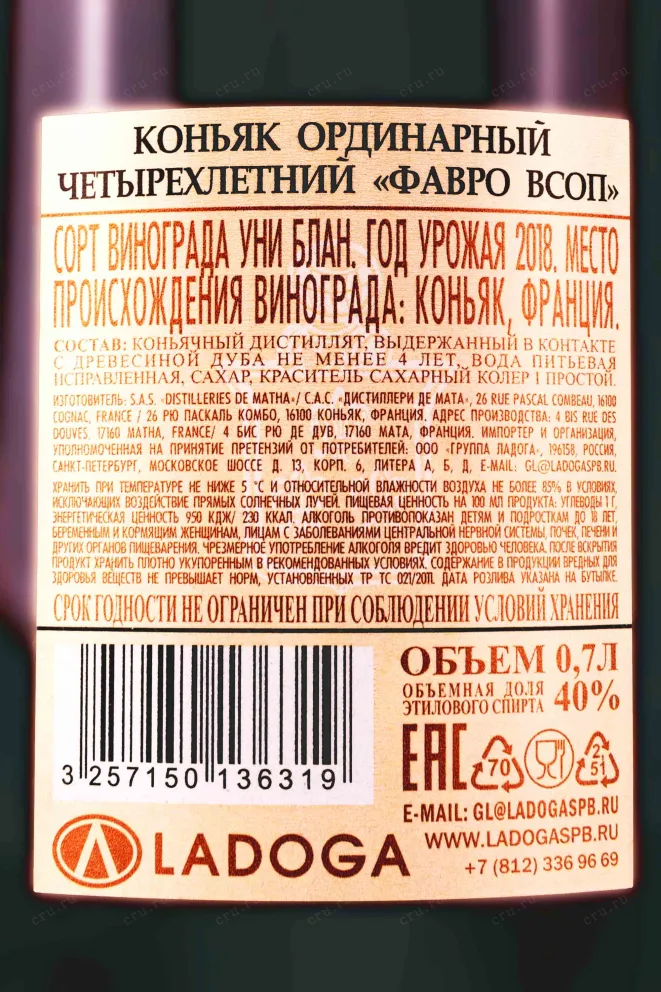 КОНЬЯК ОРДИНАРНЫЙ
ЧЕТЫРЕХЛЕТНИЙ «ФАВРО ВСОП»
СОРТ ВИНОГРАДА УНИ БЛАН. ГОД УРОЖАЯ 2018. МЕСТО
ПРОИСХОЖДЕНИЯ ВИНОГРАДА: КОНЬЯК, ФРАНЦИЯ.
СОСТАВ: КОНЬЯЧНЫЙ ДИСТИЛЛЯТ, ВЫДЕРЖАННЫЙ В КОНТАКТЕ
С ДРЕВЕСИНОЙ ДУБА НЕ МЕНЕЕ 4 ЛЕТ, ВОДА ПИТЬЕВАЯ
ИСПРАВЛЕННАЯ, САХАР, КРАСИТЕЛЬ САХАРНЫЙ КОЛЕР I ПРОСТОЙ.
ИЗГОТОВИТЕЛЬ: S.A.S. «DISTILLERIES DE MATHA»/ С.А.С. «ДИСТИЛЛЕРИ ДЕ МАТА», 26 RUE PASCAL COMBEAU, 16100
COGNAC, FRANCE / 26 РЮ ПАСКАЛЬ КОМБО, 16100 КОНЬЯК, ФРАНЦИЯ. АДРЕС ПРОИЗВОДСТВА: 4 BIS RUE DES
DOUVES, 17160 MATHA, FRANCE/ 4 БИС РЮ ДЕ ДУВ, 17160 МАТА, ФРАНЦИЯ. ИМПОРТЕР И ОРГАНИЗАЦИЯ,
УПОЛНОМОЧЕННАЯ НА ПРИНЯТИЕ ПРЕТЕНЗИЙ ОТ ПОТРЕБИТЕЛЕЙ: ООО «ГРУППА ЛАДОГА», 196158, РОССИЯ,
САНКТ-ПЕТЕРБУРГ, МОСКОВСКОЕ ШОССЕ Д. 13, КОРП. 6, ЛИТЕРА А, Б, Д, E-MAIL: GL@LADOGASPB.RU.
ХРАНИТЬ ПРИ ТЕМПЕРАТУРЕ НЕ НИЖЕ 5 °С И ОТНОСИТЕЛЬНОЙ ВЛАЖНОСТИ ВОЗДУХА НЕ БОЛЕЕ 85% В УСЛОВИЯХ,
ИСКЛЮЧАЮЩИХ ВОЗДЕЙСТВИЕ ПРЯМЫХ СОЛНЕЧНЫХ ЛУЧЕЙ. ПИЩЕВАЯ ЦЕННОСТЬ НА 100 МЛ ПРОДУКТА: УГЛЕВОДЫ 1 Г,
ЭНЕРГЕТИЧЕСКАЯ ЦЕННОСТЬ 950 КДЖ/ 230 ККАЛ. АЛКОГОЛЬ ПРОТИВОПОКАЗАН ДЕТЯМ И ПОДРОСТКАМ ДО 18 ЛЕТ,
БЕРЕМЕННЫМ И КОРМЯЩИМ ЖЕНЩИНАМ, ЛИЦАМ С ЗАБОЛЕВАНИЯМИ ЦЕНТРАЛЬНОЙ НЕРВНОЙ СИСТЕМЫ, ПОЧЕК, ПЕЧЕНИ И
ДРУГИХ ОРГАНОВ ПИЩЕВАРЕНИЯ. ЧРЕЗМЕРНОЕ УПОТРЕБЛЕНИЕ АЛКОГОЛЯ ВРЕДИТ ЗДОРОВЬЮ ЧЕЛОВЕКА. ПОСЛЕ ВСКРЫТИЯ
ПРОДУКТ ХРАНИТЬ ПЛОТНО УКУПОРЕННЫМ В РЕКОМЕНДОВАННЫХ УСЛОВИЯХ. СОДЕРЖАНИЕ В ПРОДУКЦИИ ВРЕДНЫХ ДЛЯ
ЗДОРОВЬЯ ВЕЩЕСТВ НЕ ПРЕВЫШАЕТ НОРМ, УСТАНОВЛЕННЫХ ТР ТС 021/2011. ДАТА РОЗЛИВА УКАЗАНА НА БУТЫЛКЕ.
СРОК ГОДНОСТИ НЕ ОГРАНИЧЕН ПРИ СОБЛЮДЕНИИ УСЛОВИЙ ХРАНЕНИЯ
ОБЪЕМ 0,7Л
ОБЪЕМНАЯ ДОЛЯ
ЭТИЛОВОГО СПИРТА 40%
EAC 70 2 51
3 257150 136319
E-MAIL: GL@LADOGASPB.RU
WWW.LADOGASPB.RU
+7 (812) 336 96 69
LADOGA
cru.ru